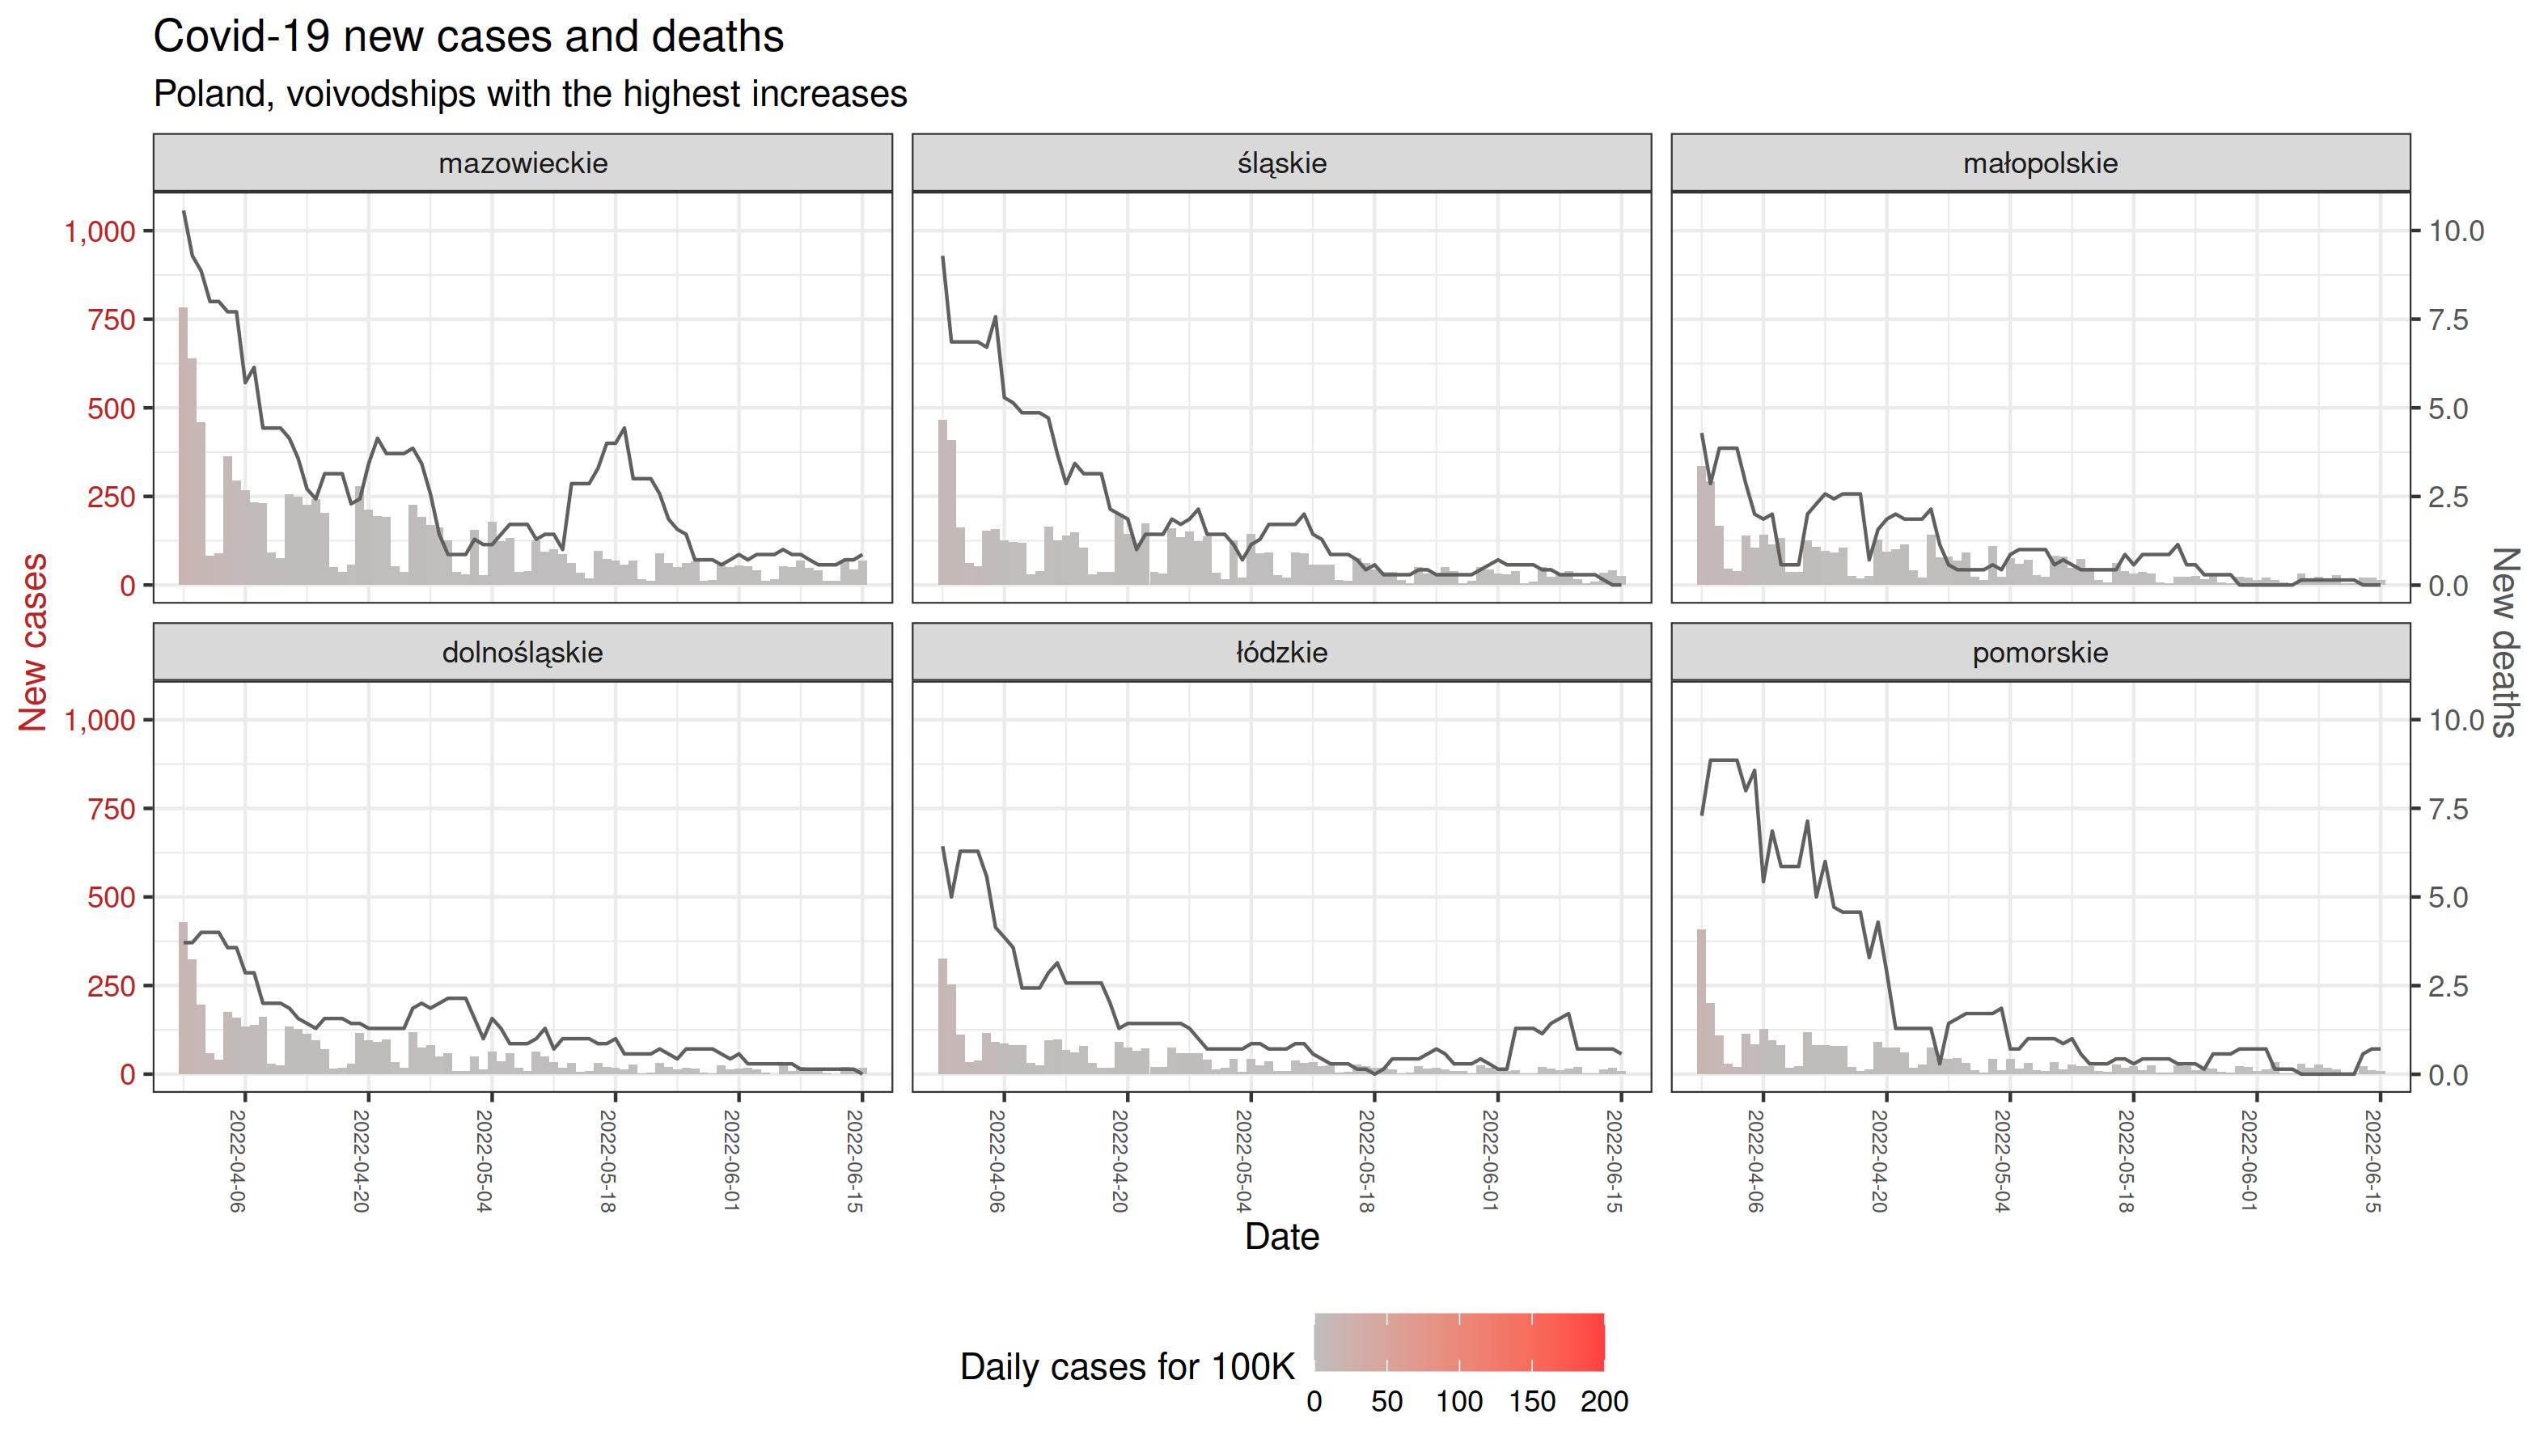 Covid-19 new cases and deaths
Poland, voivodships with the highest increases
mazowieckie
śląskie
małopolskie
1,000
750
500
250
0
10.0
7.5
5.0
2.5
0.0
New cases
New deaths
dolnośląskie
łódzkie
pomorskie
1,000
750
500
250
0
10.0
7.5
5.0
2.5
0.0
2022-04-06
2022-04-20
2022-05-04
2022-05-18
2022-06-01
2022-06-15
2022-04-06
2022-04-20
2022-05-04
2022-05-18
2022-06-01
2022-06-15
2022-04-06
2022-04-20
2022-05-04
2022-05-18
2022-06-01
2022-06-15
Date
Daily cases for 100K
0 50 100 150 200